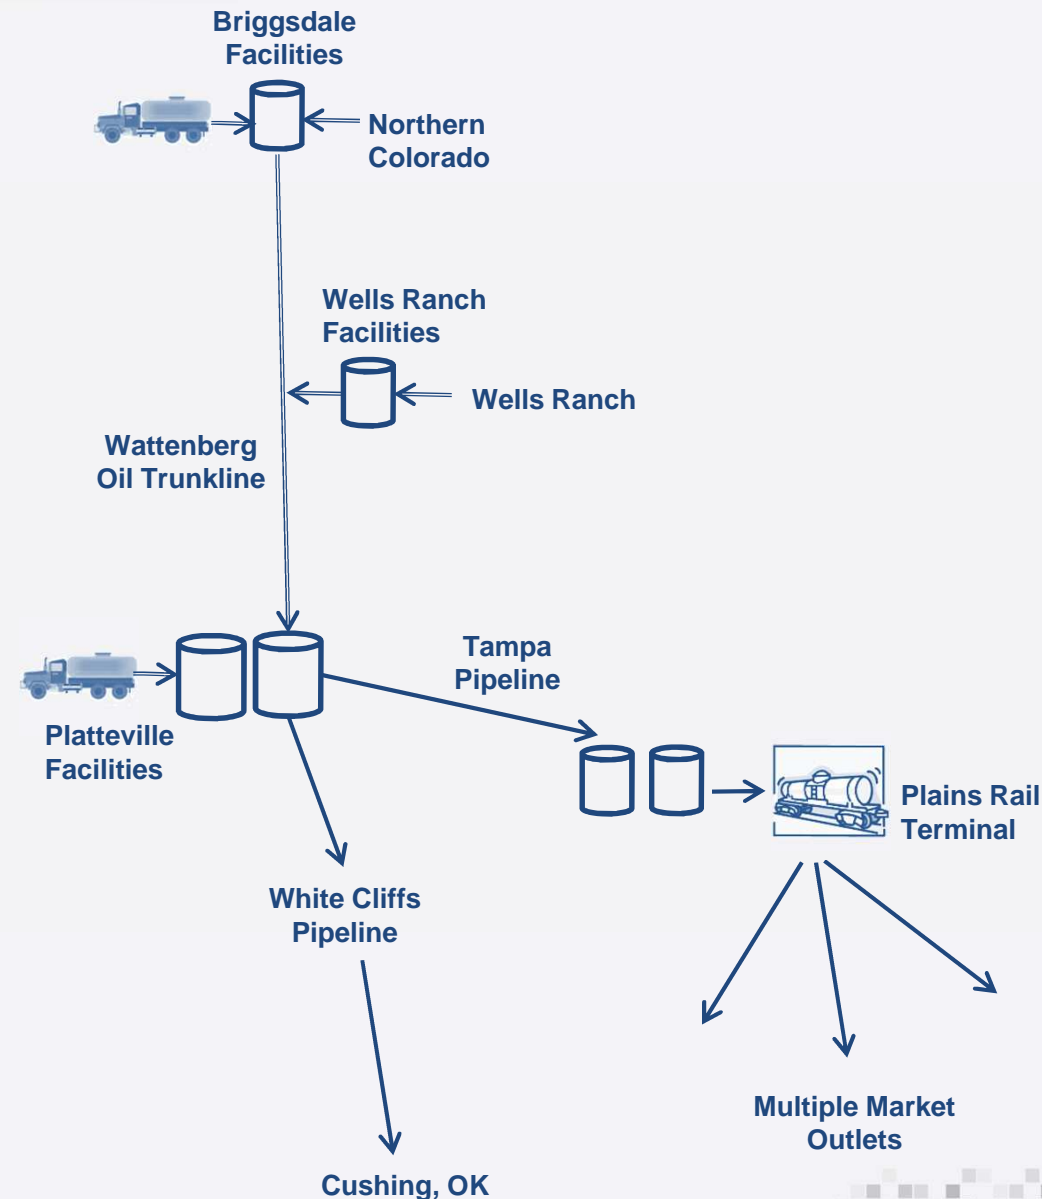 Briggsdale
Facilities
Northern
Colorado
Wells Ranch
Facilities
Wells Ranch
Wattenberg
Oil Trunkline
Tampa
Pipeline
Platteville
Facilities
Plains Rail
Terminal
White Cliffs
Pipeline
Multiple Market
Outlets
Cushing, OK